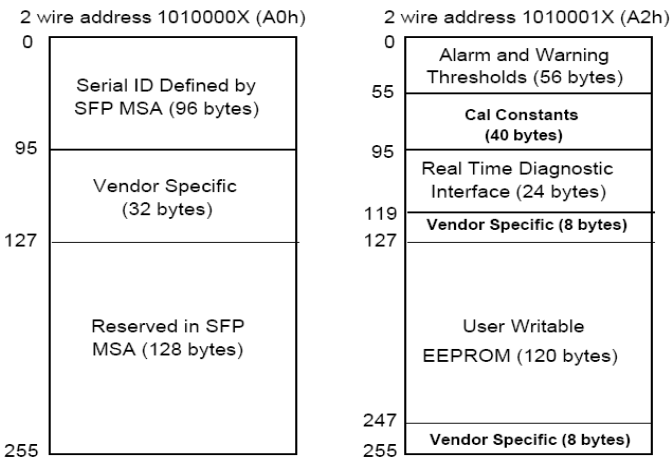 2 wire address 1010000X (A0h)
0
Serial ID Defined by
SFP MSA (96 bytes)
95
Vendor Specific
(32 bytes)
127
Reserved in SFP
MSA (128 bytes)
255
2 wire address 1010001X (A2h)
0
Alarm and Warning
Thresholds (56 bytes)
55
Cal Constants
(40 bytes)
95
Real Time Diagnostic
Interface (24 bytes)
119
Vendor Specific (8 bytes)
127
User Writable
EEPROM (120 bytes)
247
Vendor Specific (8 bytes)
255